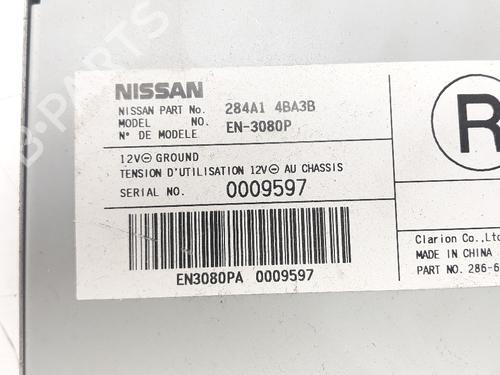 B-PARTS
NISSAN
NISSAN PART No. 284A1 4BA3B
MODEL No. EN-3080P
N° DE MODELE
12V⊖ GROUND
TENSION D'UTILISATION 12V⊖ AU CHASSIS
SERIAL NO. 0009597
EN3080PA 0009597
R
Clarion Co.,Lt
MADE IN CHINA
PART NO. 286-6